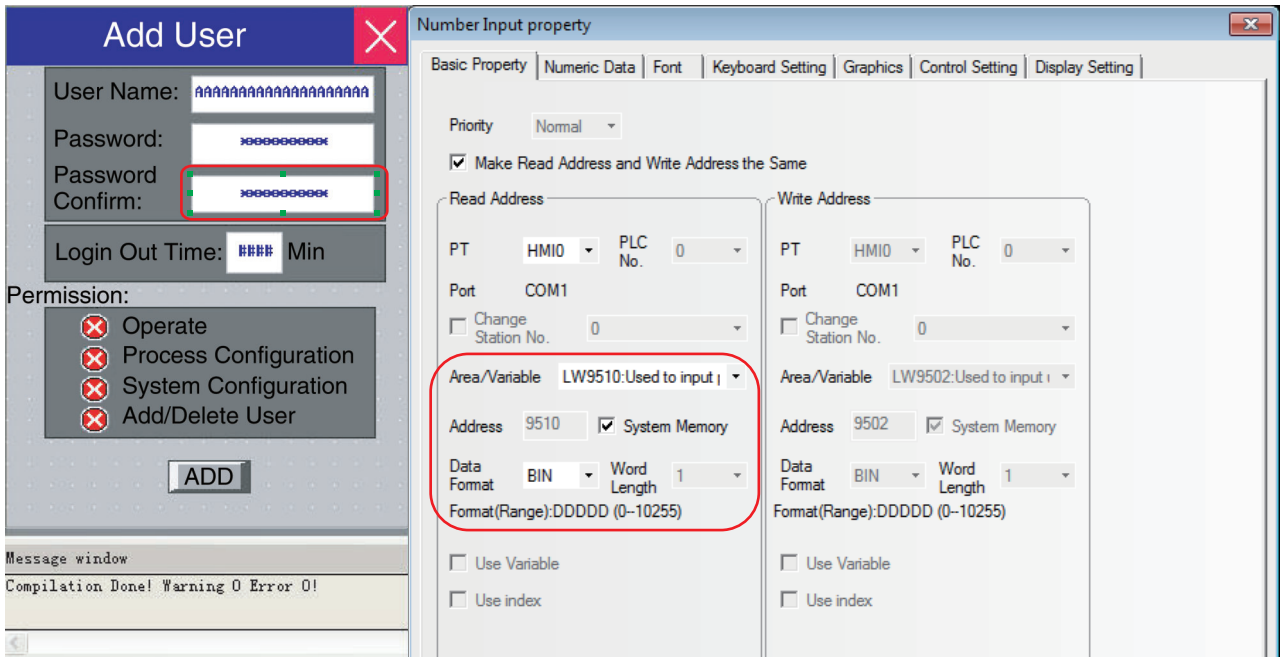 Add User
User Name: AAAAAAAAAAAAAAAAAAAA
Password: **********
Password
Confirm: **********
Login Out Time: #### Min
Permission:
Operate
Process Configuration
System Configuration
Add/Delete User
ADD
Message window
Compilation Done! Warning 0 Error 0!
Number Input property
Basic Property Numeric Data Font Keyboard Setting Graphics Control Setting Display Setting
Priority Normal
Make Read Address and Write Address the Same
Read Address
PT HMI0 PLC No. 0
Port COM1
Change Station No. 0
Area/Variable LW9510:Used to input
Address 9510 System Memory
Data Format BIN Word Length 1
Format(Range):DDDDD (0--10255)
Use Variable
Use index
Write Address
PT HMI0 PLC No. 0
Port COM1
Change Station No. 0
Area/Variable LW9502:Used to input
Address 9502 System Memory
Data Format BIN Word Length 1
Format(Range):DDDDD (0--10255)
Use Variable
Use index